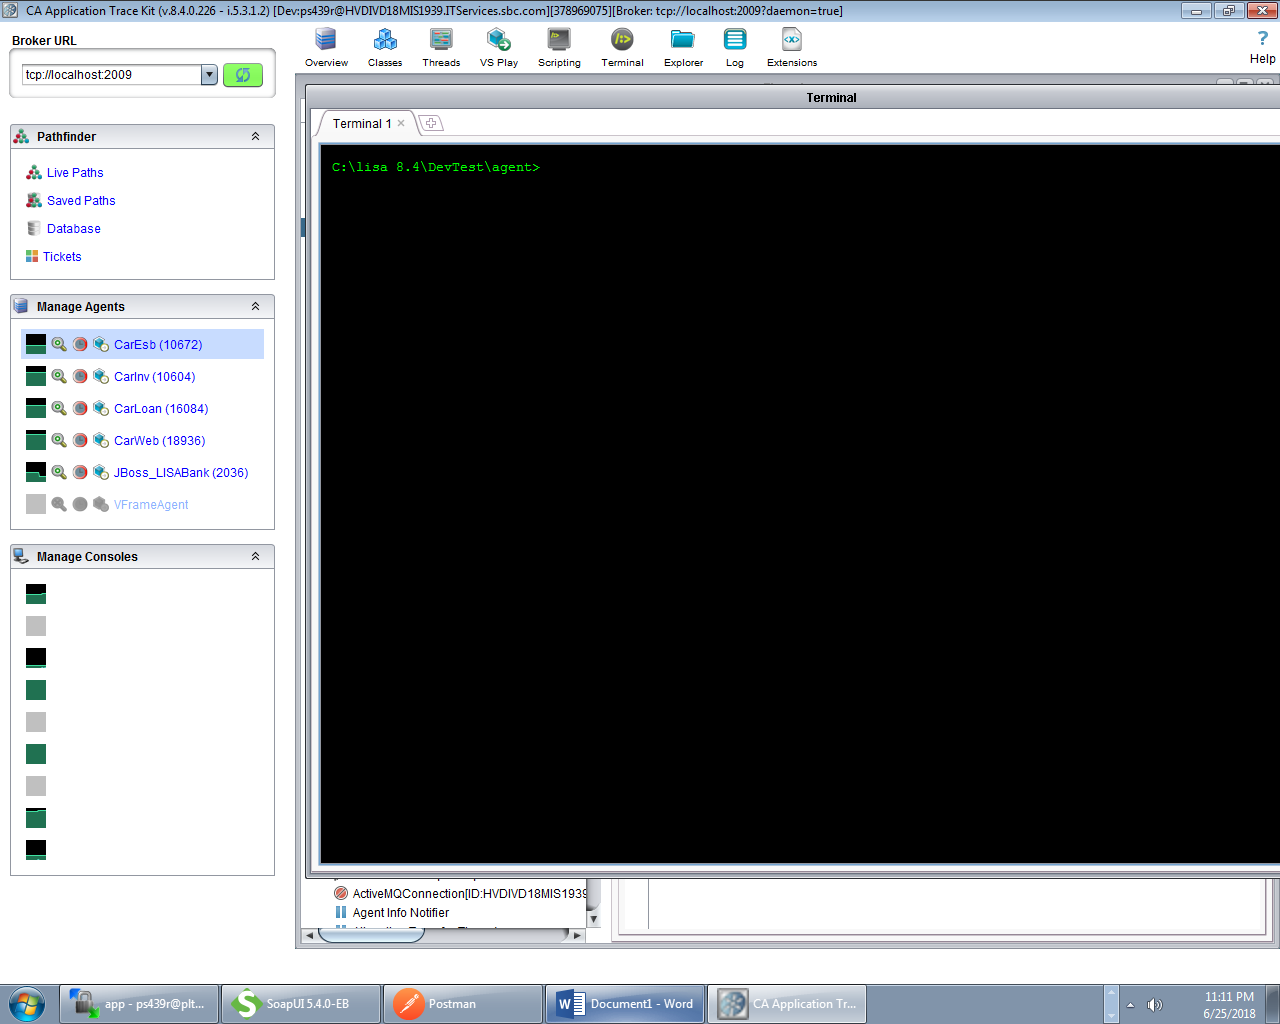 CA Application Trace Kit (v.8.4.0.226 - i.5.3.1.2) [Dev:ps439r@HVDIVD18MIS1939.ITServices.sbc.com][378969075][Broker: tcp://localhost:2009?daemon=true]
Broker URL
tcp://localhost:2009
Overview
Classes
Threads
VS Play
Scripting
Terminal
Explorer
Log
Extensions
Help
Terminal
Terminal 1
C:\lisa 8.4\DevTest\agent>
Pathfinder
Live Paths
Saved Paths
Database
Tickets
Manage Agents
CarEsb (10672)
CarInv (10604)
CarLoan (16084)
CarWeb (18936)
JBoss_LISABank (2036)
VFrameAgent
Manage Consoles
ActiveMQConnection[ID:HVDIVD18MIS1939
Agent Info Notifier
app - ps439r@plt...
SoapUI 5.4.0-EB
Postman
Document1 - Word
CA Application Tr...
11:11 PM
6/25/2018